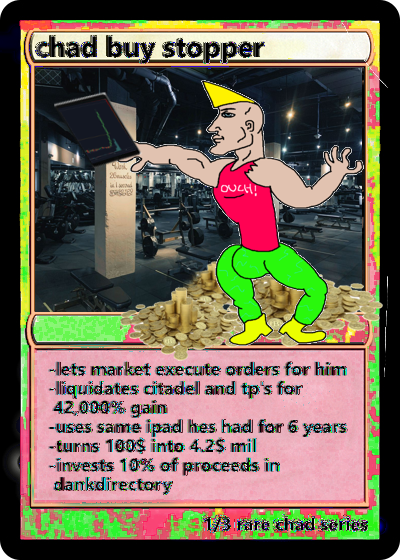 chad buy stopper
OUCH!
-lets market execute orders for him
-liquidates citadel and tp's for
42,000% gain
-uses same ipad hes had for 6 years
-turns 100$ into 4.2$ mil
-invests 10% of proceeds in
dankdirectory
1/3 rare chad series